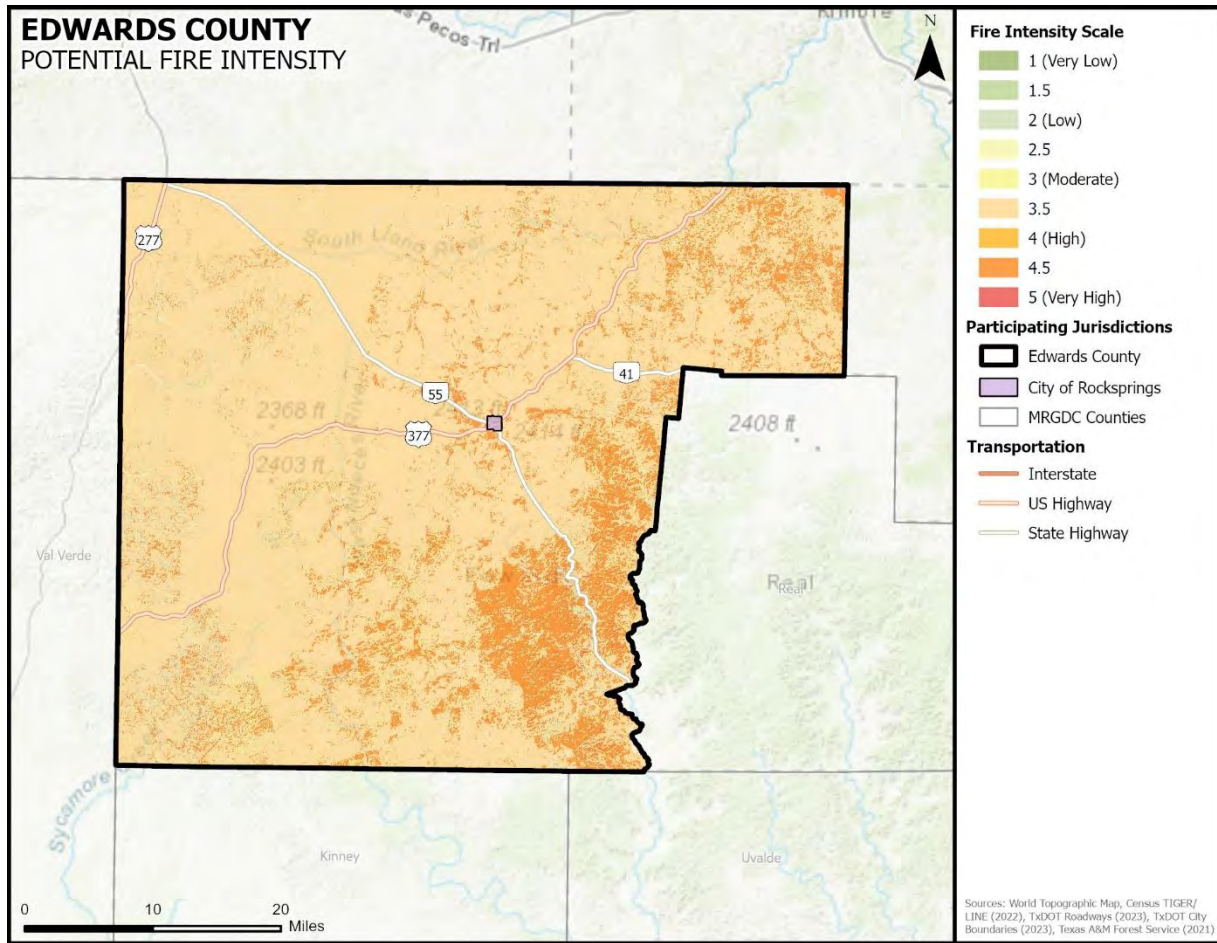 EDWARDS COUNTY
POTENTIAL FIRE INTENSITY
Pecos Trl
Kimble
N
277
South Llano River
55
41
377
2368 ft
2403 ft
2408 ft
Val Verde
Real
Real
Sycamore
Kinney
Uvalde
0 10 20
Miles
Fire Intensity Scale
1 (Very Low)
1.5
2 (Low)
2.5
3 (Moderate)
3.5
4 (High)
4.5
5 (Very High)
Participating Jurisdictions
Edwards County
City of Rocksprings
MRGDC Counties
Transportation
Interstate
US Highway
State Highway
Sources: World Topographic Map, Census TIGER/
LINE (2022), TxDOT Roadways (2023), TxDOT City
Boundaries (2023), Texas A&M Forest Service (2021)